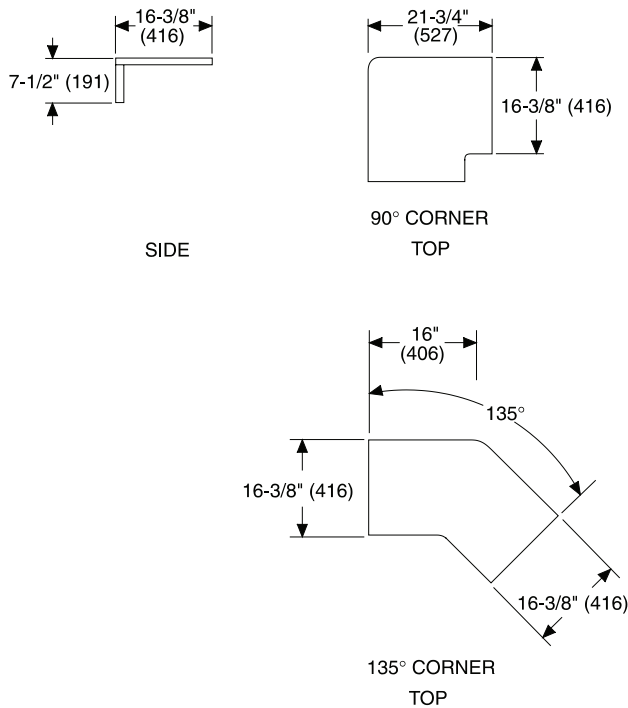 16-3/8"
(416)
7-1/2" (191)
SIDE
21-3/4"
(527)
16-3/8" (416)
90° CORNER
TOP
16"
(406)
135°
16-3/8" (416)
16-3/8" (416)
135° CORNER
TOP